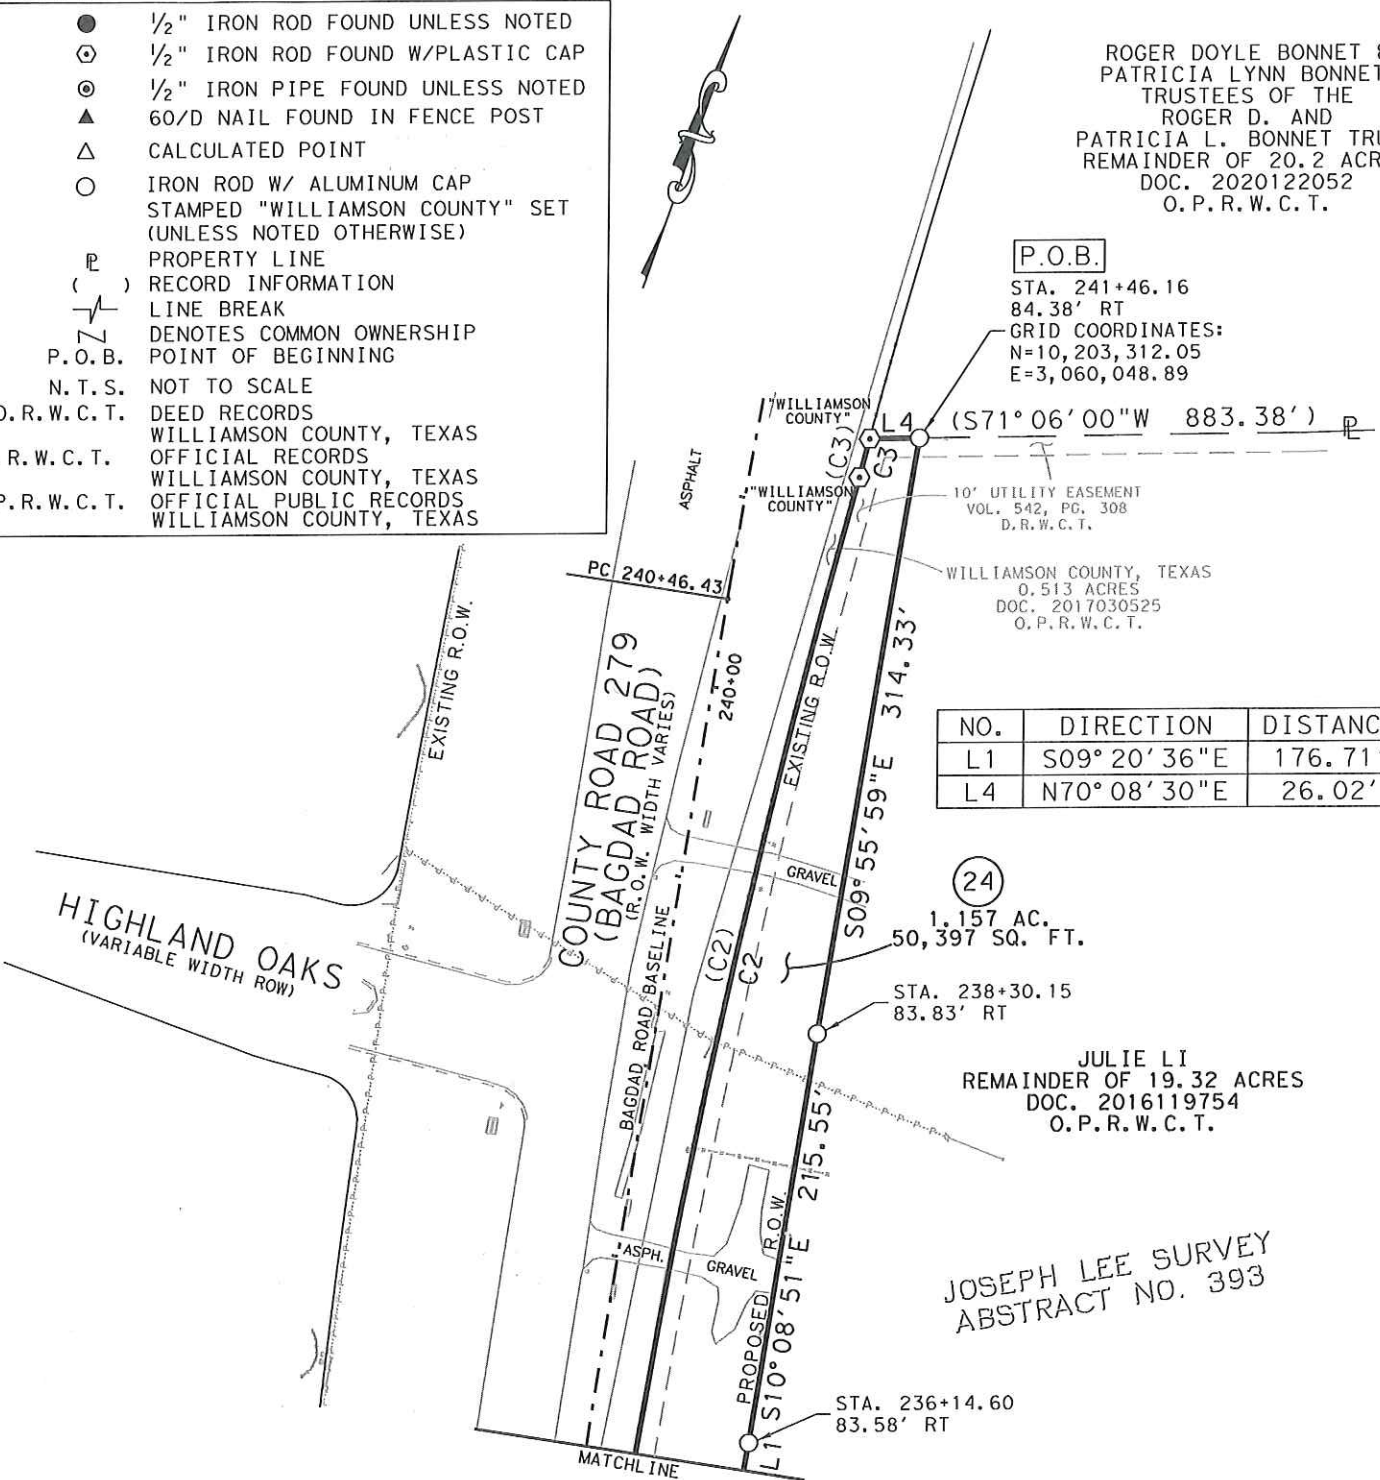 1/2" IRON ROD FOUND UNLESS NOTED
1/2" IRON ROD FOUND W/PLASTIC CAP
1/2" IRON PIPE FOUND UNLESS NOTED
60/D NAIL FOUND IN FENCE POST
CALCULATED POINT
IRON ROD W/ ALUMINUM CAP
STAMPED "WILLIAMSON COUNTY" SET
(UNLESS NOTED OTHERWISE)
℄ PROPERTY LINE
( ) RECORD INFORMATION
LINE BREAK
DENOTES COMMON OWNERSHIP
P.O.B. POINT OF BEGINNING
N.T.S. NOT TO SCALE
D.R.W.C.T. DEED RECORDS
WILLIAMSON COUNTY, TEXAS
R.W.C.T. OFFICIAL RECORDS
WILLIAMSON COUNTY, TEXAS
P.R.W.C.T. OFFICIAL PUBLIC RECORDS
WILLIAMSON COUNTY, TEXAS
ROGER DOYLE BONNET &
PATRICIA LYNN BONNET
TRUSTEES OF THE
ROGER D. AND
PATRICIA L. BONNET TRU
REMAINDER OF 20.2 ACR
DOC. 2020122052
O.P.R.W.C.T.
P.O.B.
STA. 241+46.16
84.38' RT
GRID COORDINATES:
N=10,203,312.05
E=3,060,048.89
"WILLIAMSON
COUNTY"
L4
(S71°06'00"W 883.38')
(C3)
C3
"WILLIAMSON
COUNTY"
10' UTILITY EASEMENT
VOL. 542, PG. 308
D.R.W.C.T.
ASPHALT
PC 240+46.43
WILLIAMSON COUNTY, TEXAS
0.513 ACRES
DOC. 2017030525
O.P.R.W.C.T.
EXISTING R.O.W.
COUNTY ROAD 279
(BAGDAD ROAD)
(R.O.W. WIDTH VARIES)
240+00
EXISTING R.O.W.
S09°55'59"E 314.33'
NO. DIRECTION DISTANC
L1 S09°20'36"E 176.71'
L4 N70°08'30"E 26.02'
GRAVEL
24
1.157 AC.
50,397 SQ. FT.
HIGHLAND OAKS
(VARIABLE WIDTH ROW)
BAGDAD ROAD BASELINE
(C2)
C2
STA. 238+30.15
83.83' RT
JULIE LI
REMAINDER OF 19.32 ACRES
DOC. 2016119754
O.P.R.W.C.T.
ASPH.
GRAVEL
PROPOSED R.O.W.
S10°08'51"E 215.55'
JOSEPH LEE SURVEY
ABSTRACT NO. 393
STA. 236+14.60
83.58' RT
L1
MATCHLINE